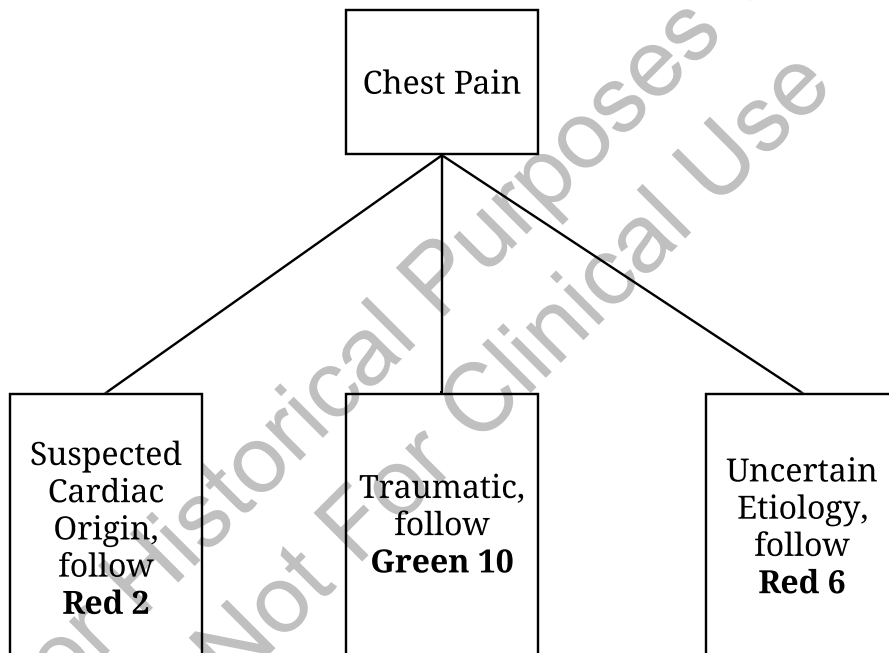 Chest Pain
Suspected
Cardiac
Origin,
follow
Red 2
Traumatic,
follow
Green 10
Uncertain
Etiology,
follow
Red 6
or Historical Purposes
Not For Clinical Use